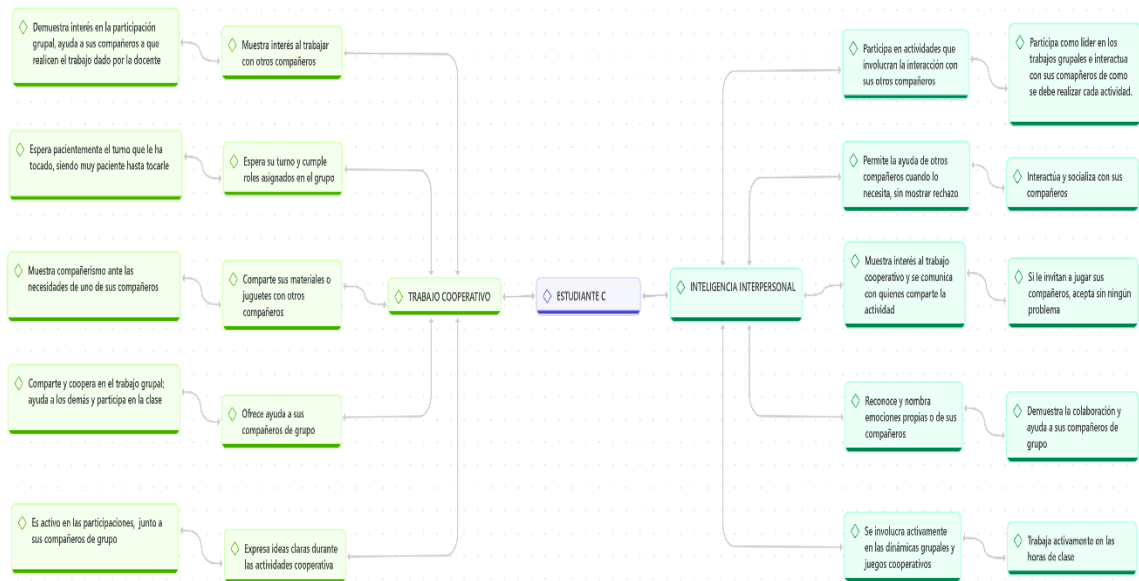 Demuestra interés en la participación
grupal, ayuda a sus compañeros a que
realicen el trabajo dado por la docente
Muestra interés al trabajar
con otros compañeros
Espera pacientemente el turno que le ha
tocado, siendo muy paciente hasta tocarle
Espera su turno y cumple
roles asignados en el grupo
Muestra compañerismo ante las
necesidades de uno de sus compañeros
Comparte sus materiales o
juguetes con otros
compañeros
Comparte y coopera en el trabajo grupal;
ayuda a los demás y participa en la clase
Ofrece ayuda a sus
compañeros de grupo
Es activo en las participaciones, junto a
sus compañeros de grupo
Expresa ideas claras durante
las actividades cooperativa
TRABAJO COOPERATIVO
ESTUDIANTE C
INTELIGENCIA INTERPERSONAL
Participa en actividades que
involucran la interacción con
sus otros compañeros
Participa como lider en los
trabajos grupales e interactua
con sus comapñeros de como
se debe realizar cada actividad.
Permite la ayuda de otros
compañeros cuando lo
necesita, sin mostrar rechazo
Interactúa y socializa con sus
compañeros
Muestra interés al trabajo
cooperativo y se comunica
con quienes comparte la
actividad
Si le invitan a jugar sus
compañeros, acepta sin ningún
problema
Reconoce y nombra
emociones propias o de sus
compañeros
Demuestra la colaboración y
ayuda a sus compañeros de
grupo
Se involucra activamente
en las dinámicas grupales y
juegos cooperativos
Trabaja activamente en las
horas de clase